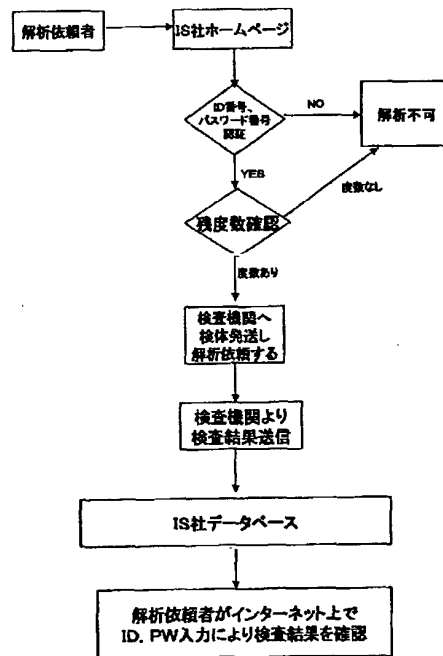 解析依頼者
IS社ホームページ
ID番号、
パスワード番号
認証
NO
解析不可
YES
度数なし
残度数確認
度数あり
検査機関へ
検体発送し
解析依頼する
検査機関より
検査結果送信
IS社データベース
解析依頼者がインターネット上で
ID. PW入力により検査結果を確認